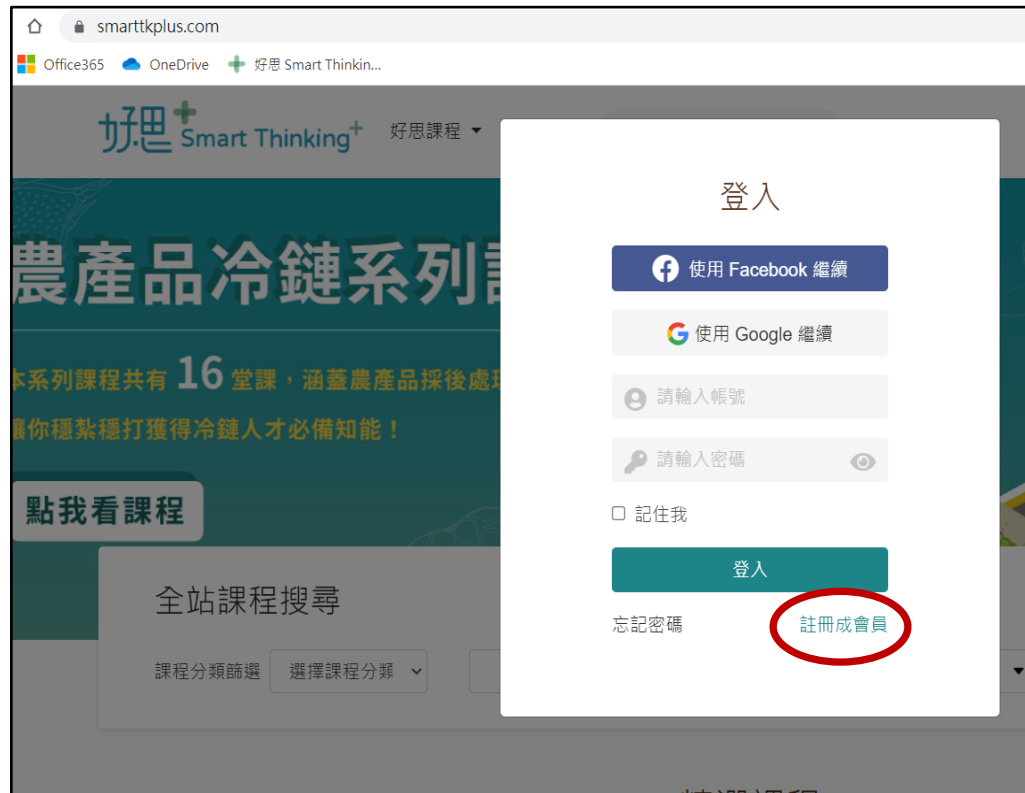 smarttkplus.com
Office365 OneDrive 好思 Smart Thinkin...
好思 Smart Thinking+ 好思課程
登入
農產品冷鏈系列
使用 Facebook 繼續
使用 Google 繼續
本系列課程共有 16 堂課，涵蓋農產品採後處
請輸入帳號
讓你穩紮穩打獲得冷鏈人才必備知能！
請輸入密碼
點我看課程
記住我
登入
全站課程搜尋
忘記密碼 註冊成會員
課程分類篩選 選擇課程分類